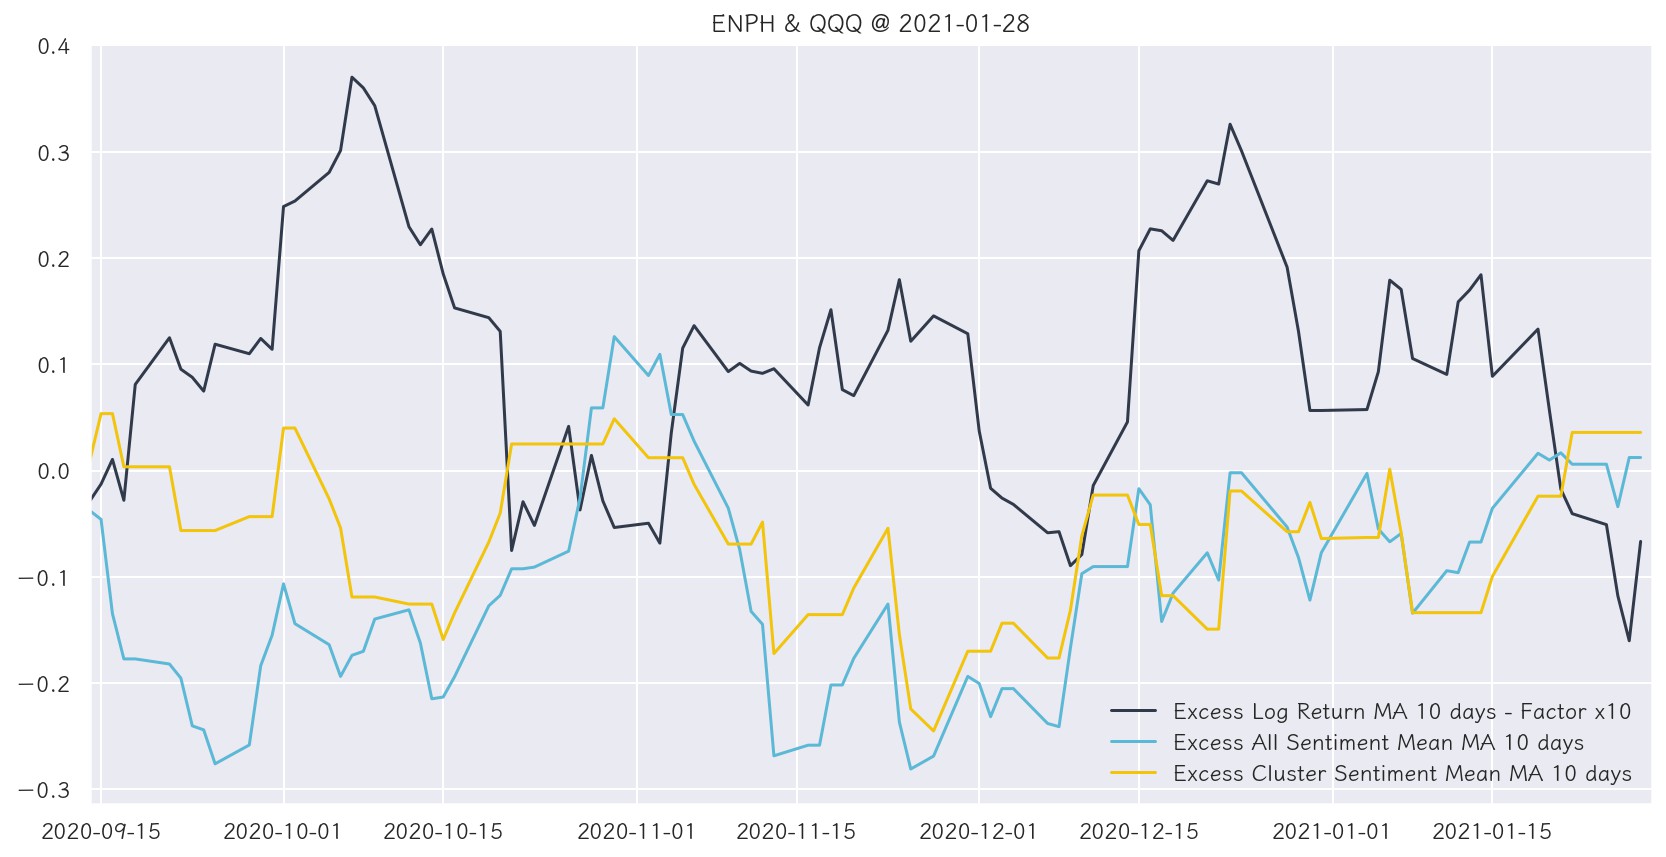 ENPH & QQQ @ 2021-01-28
0.4
0.3
0.2
0.1
0.0
−0.1
−0.2
−0.3
Excess Log Return MA 10 days - Factor x10
Excess All Sentiment Mean MA 10 days
Excess Cluster Sentiment Mean MA 10 days
2020-09-15 2020-10-01 2020-10-15 2020-11-01 2020-11-15 2020-12-01 2020-12-15 2021-01-01 2021-01-15